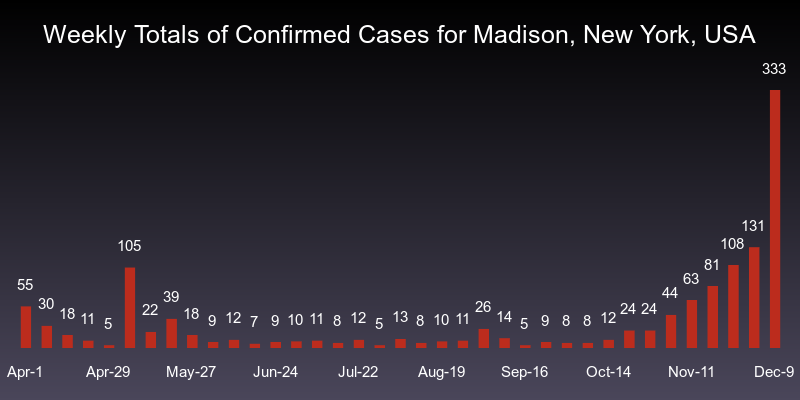 Weekly Totals of Confirmed Cases for Madison, New York, USA
55 30 18 11 5 105 22 39 18 9 12 7 9 10 11 8 12 5 13 8 10 11 26 14 5 9 8 8 12 24 24 44 63 81 108 131 333
Apr-1 Apr-29 May-27 Jun-24 Jul-22 Aug-19 Sep-16 Oct-14 Nov-11 Dec-9